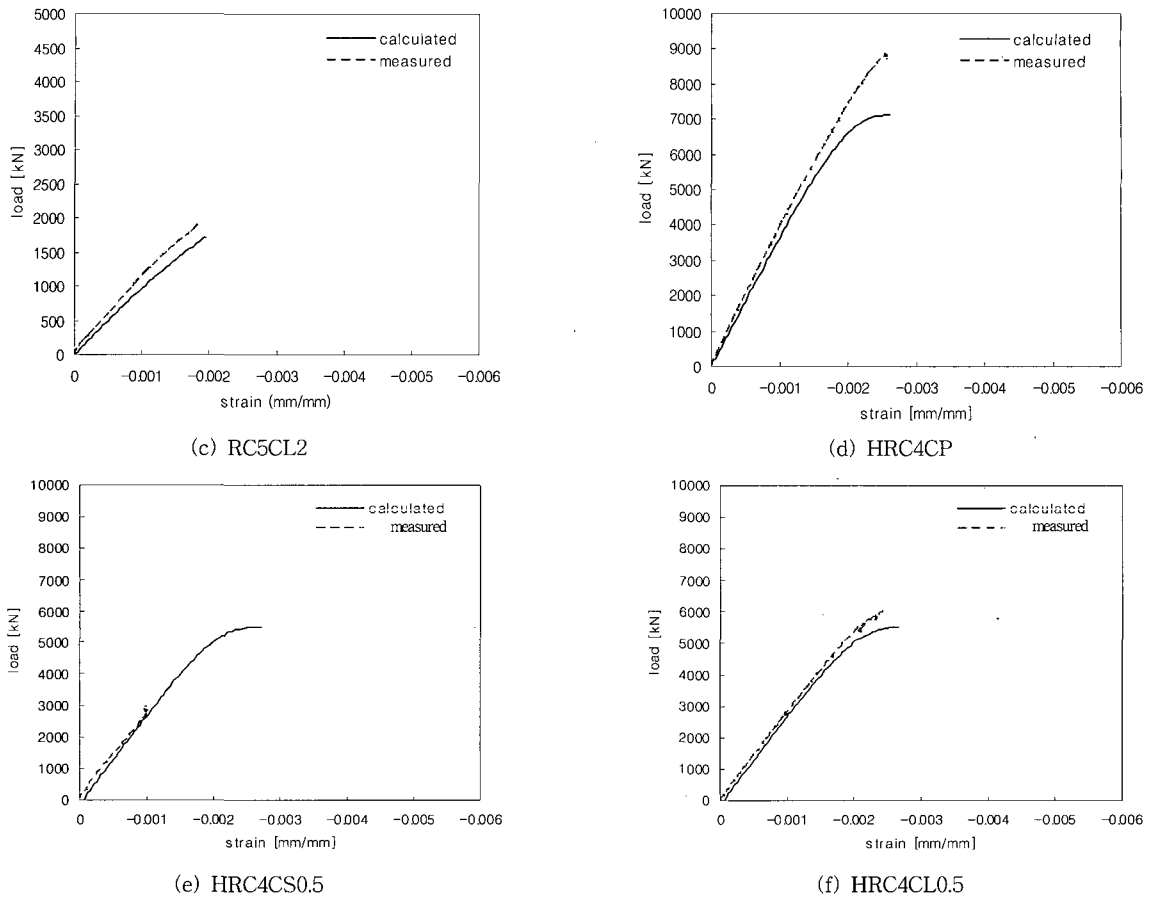 5000
4500
4000
3500
3000
2500
2000
1500
1000
500
0
load [kN]
calculated
measured
0 -0.001 -0.002 -0.003 -0.004 -0.005 -0.006
strain (mm/mm)
(c) RC5CL2
10000
9000
8000
7000
6000
5000
4000
3000
2000
1000
0
load [kN]
calculated
measured
0 -0.001 -0.002 -0.003 -0.004 -0.005 -0.006
strain [mm/mm]
(d) HRC4CP
10000
9000
8000
7000
6000
5000
4000
3000
2000
1000
0
load [kN]
calculated
measured
0 -0.001 -0.002 -0.003 -0.004 -0.005 -0.006
strain [mm/mm]
(e) HRC4CS0.5
10000
9000
8000
7000
6000
5000
4000
3000
2000
1000
0
load [kN]
calculated
measured
0 -0.001 -0.002 -0.003 -0.004 -0.005 -0.006
strain [mm/mm]
(f) HRC4CL0.5